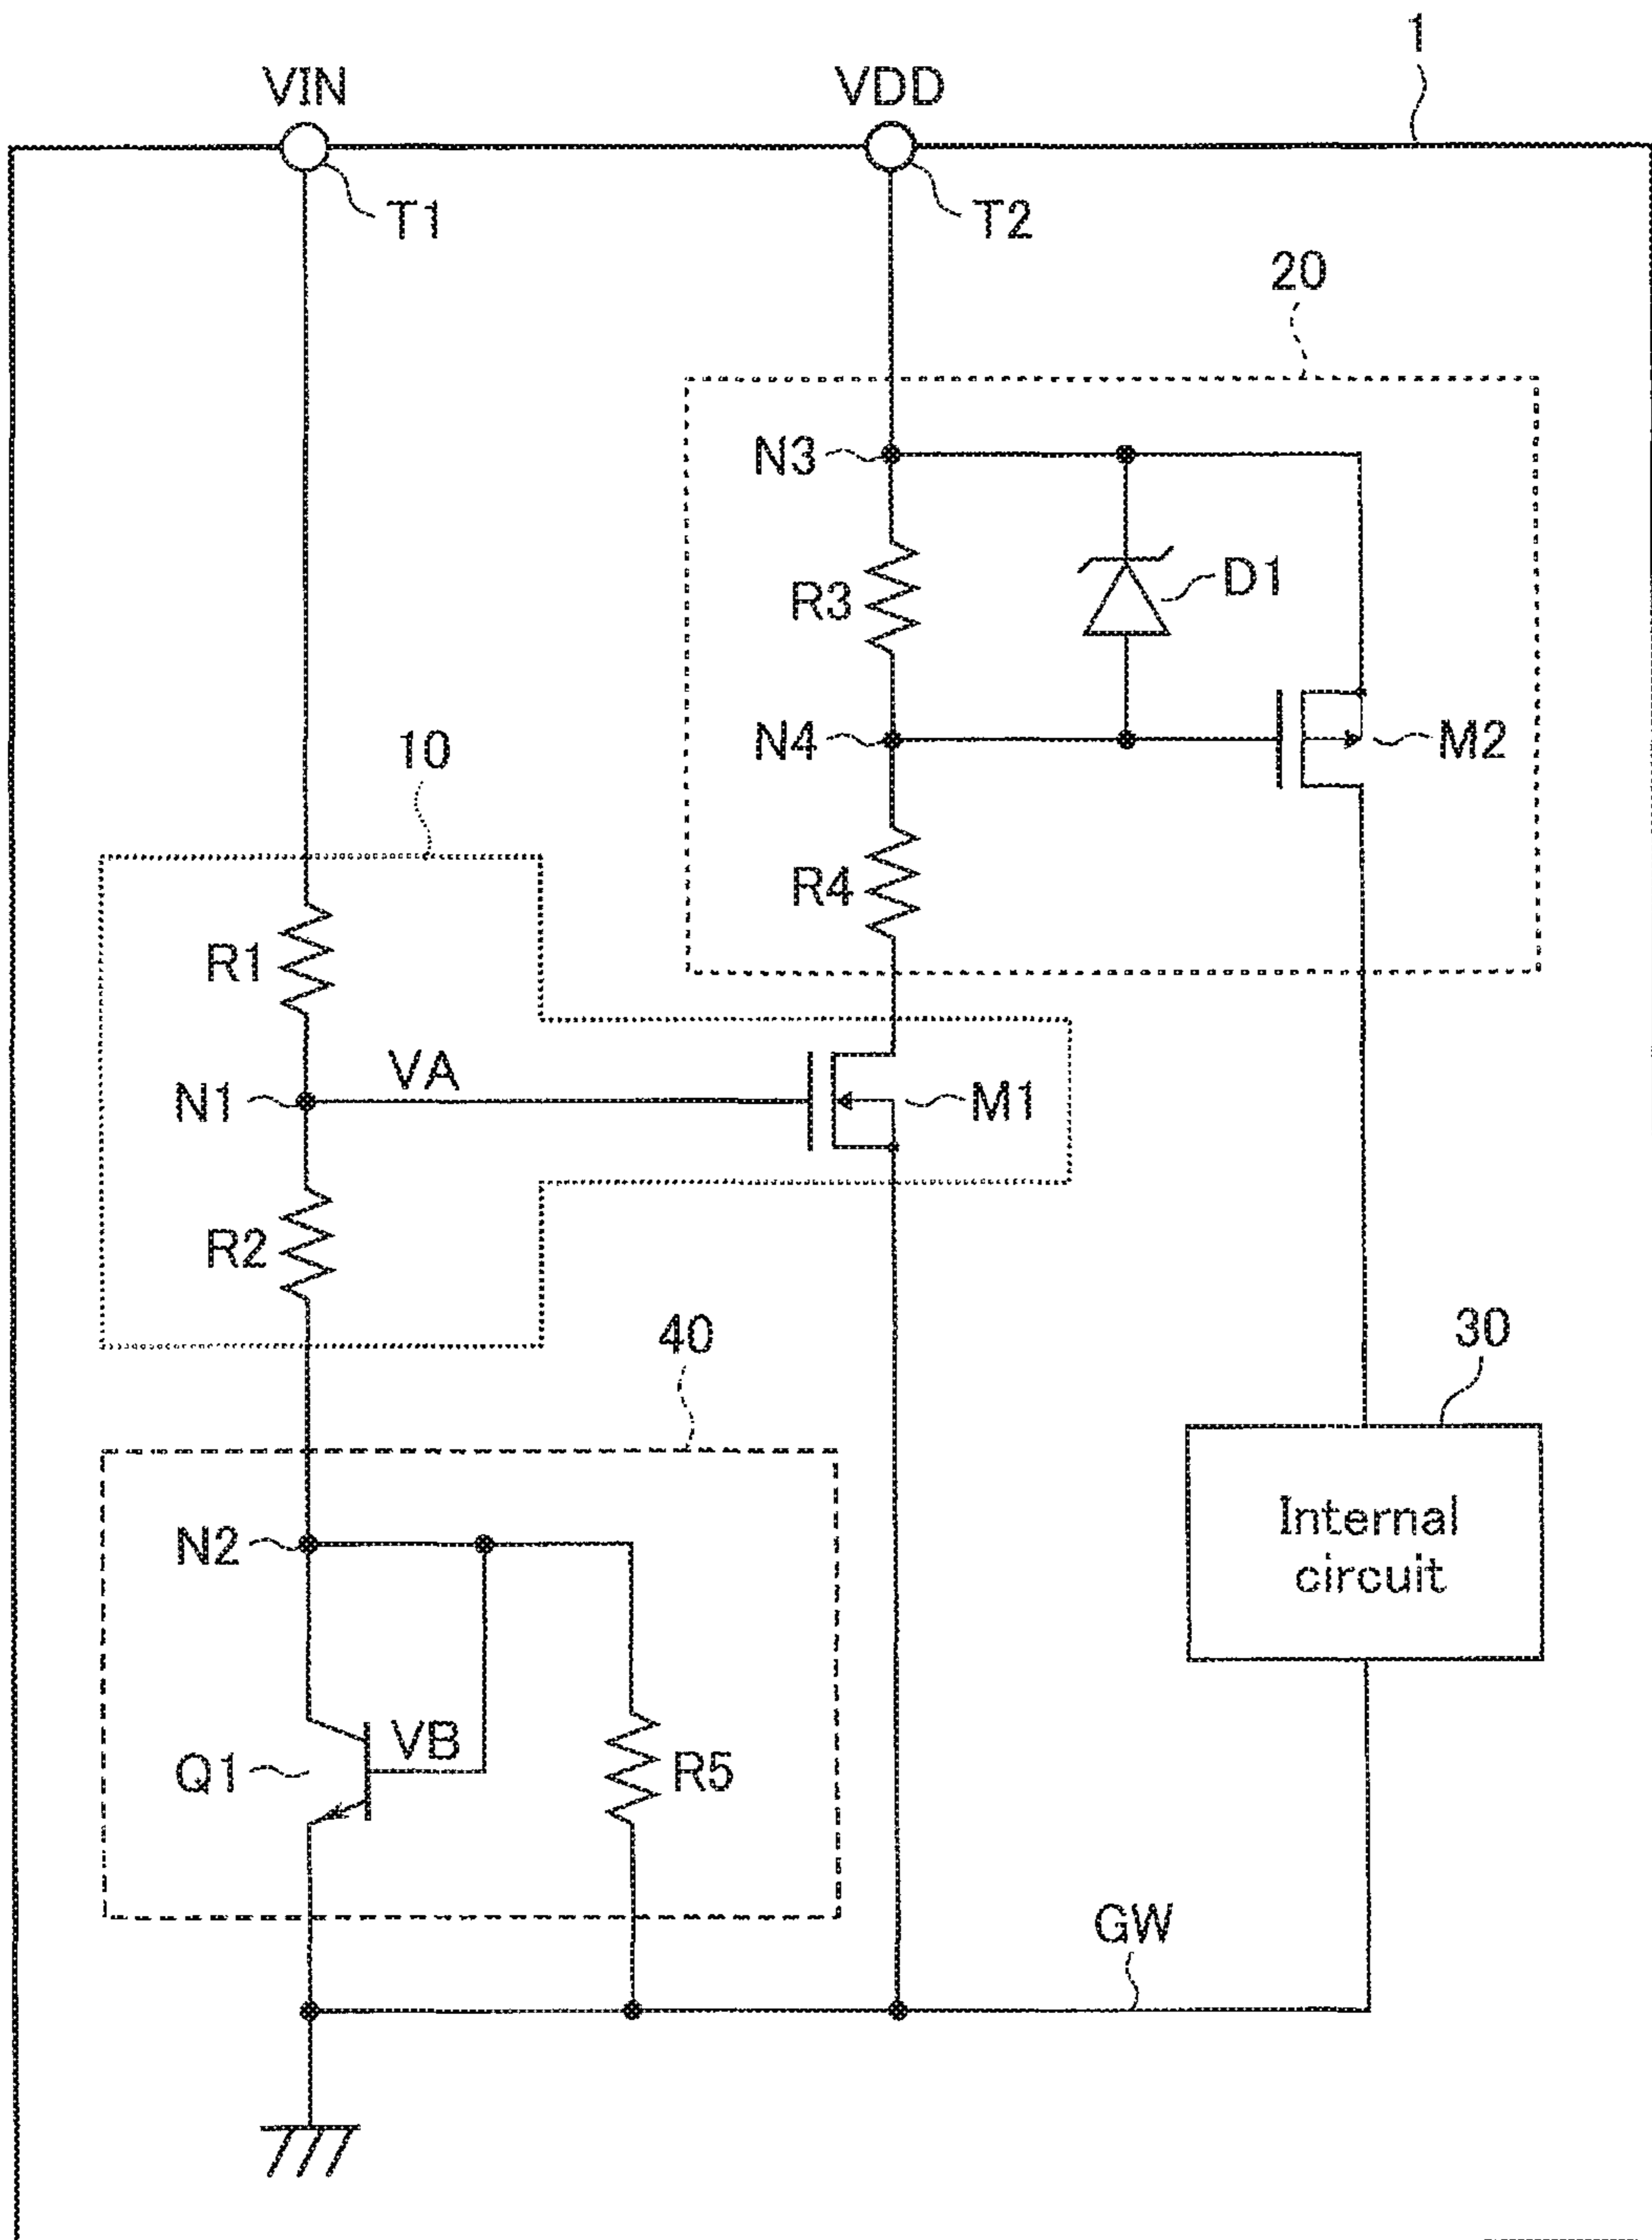 1
VIN
VDD
T1
T2
20
N3
R3
D1
N4
M2
10
R4
R1
VA
N1
M1
R2
40
30
Internal
circuit
N2
VB
Q1
R5
GW